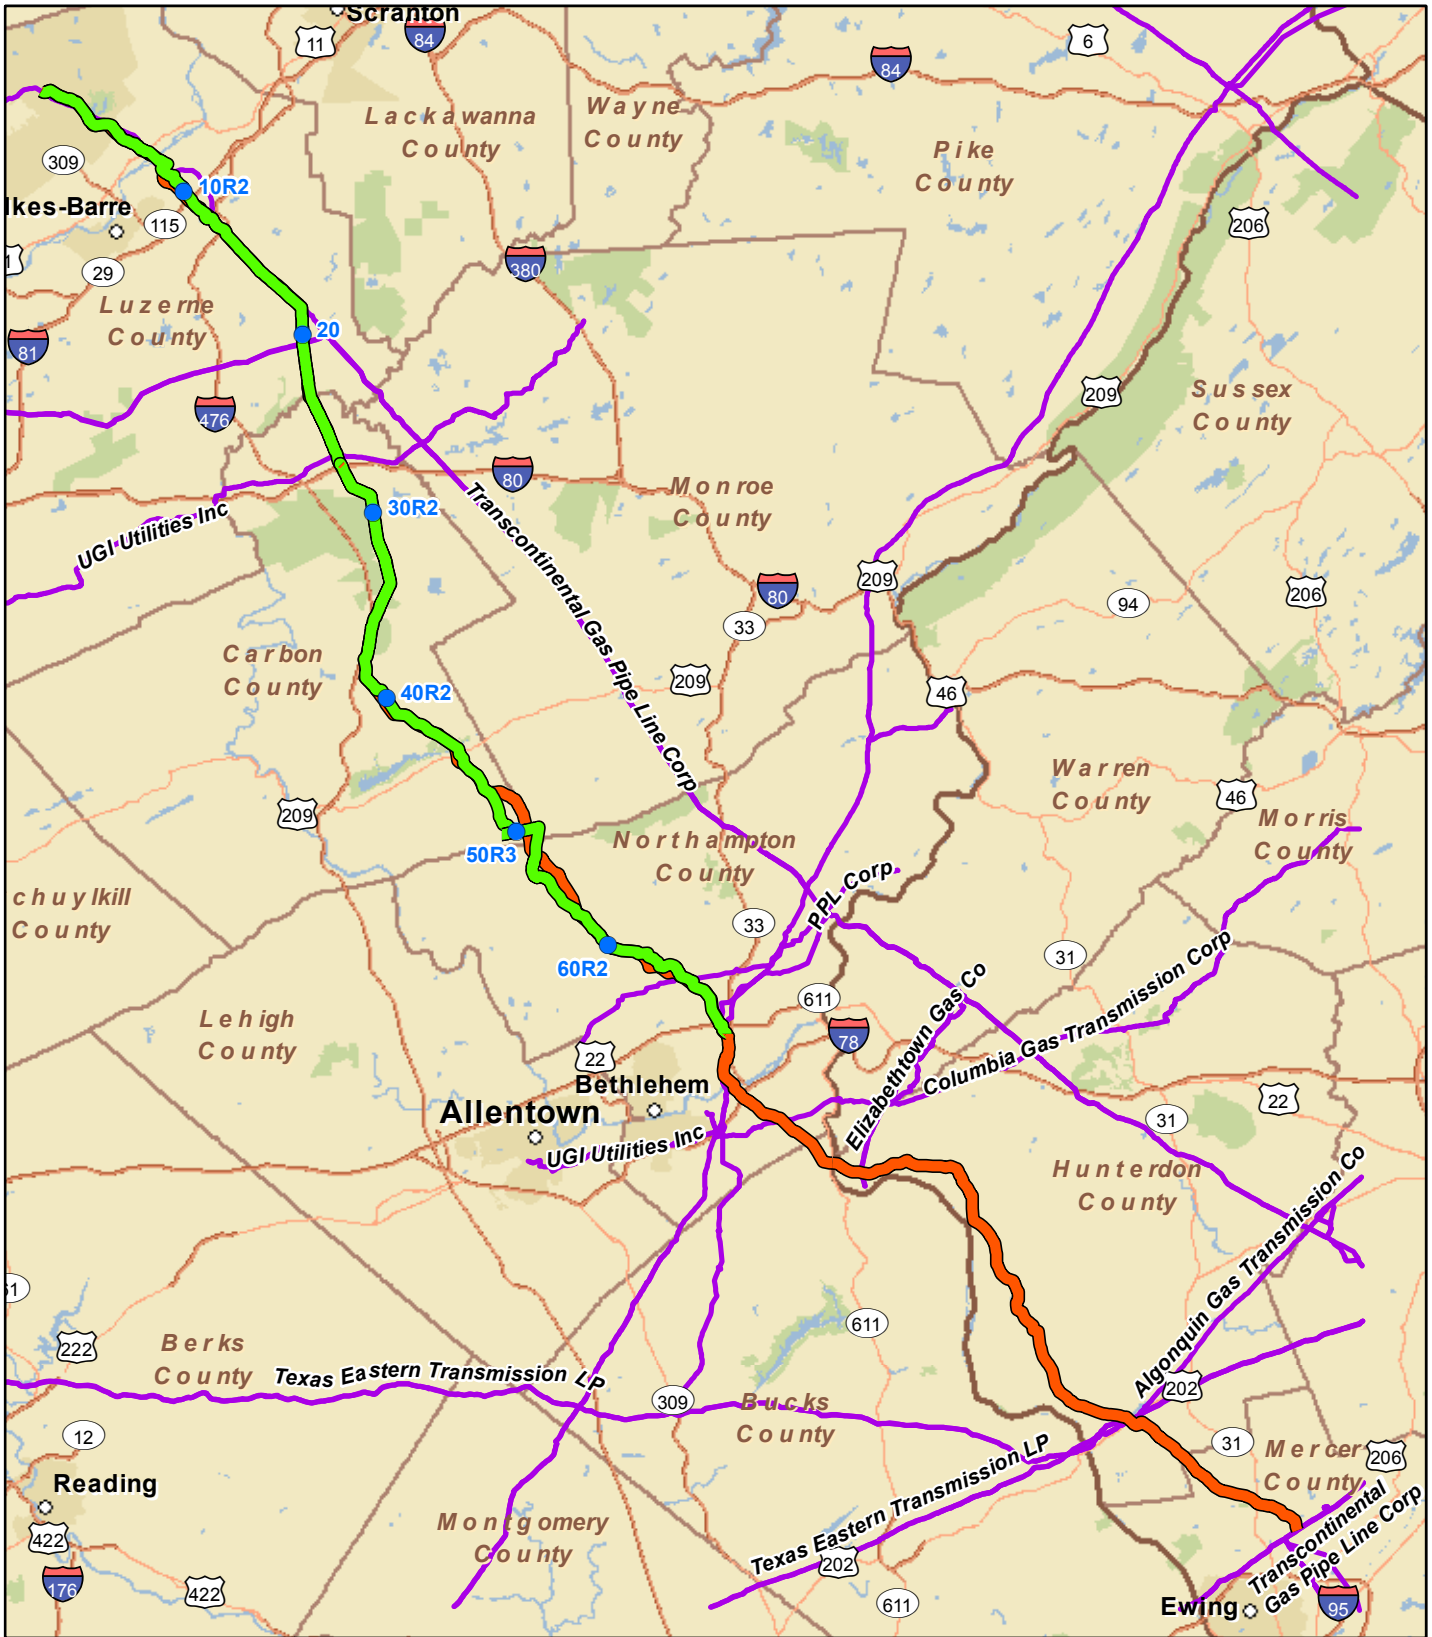 Scranton
11
84
6
84
Lackawanna
County
Wayne
County
Pike
County
309
10R2
lkes-Barre
115
206
1
29
380
Luzerne
County
20
81
209
Sussex
County
476
80
Monroe
County
30R2
UGI Utilities Inc
Transcontinental Gas Pipe Line Corp
209
80
206
94
33
Carbon
County
209
40R2
46
Warren
County
46
209
Morris
County
Northampton
County
50R3
PPL Corp
chuylkill
County
33
31
Columbia Gas Transmission Corp
60R2
Elizabethtown Gas Co
611
Lehigh
County
78
22
Bethlehem
22
Allentown
31
UGI Utilities Inc
Hunterdon
County
Algonquin Gas Transmission Co
61
611
222
Berks
County
Texas Eastern Transmission LP
202
309
Bucks
County
12
31
Mercer
County
206
Texas Eastern Transmission LP
Reading
Montgomery
County
Transcontinental
Gas Pipe Line Corp
422
202
176
422
611
Ewing
95